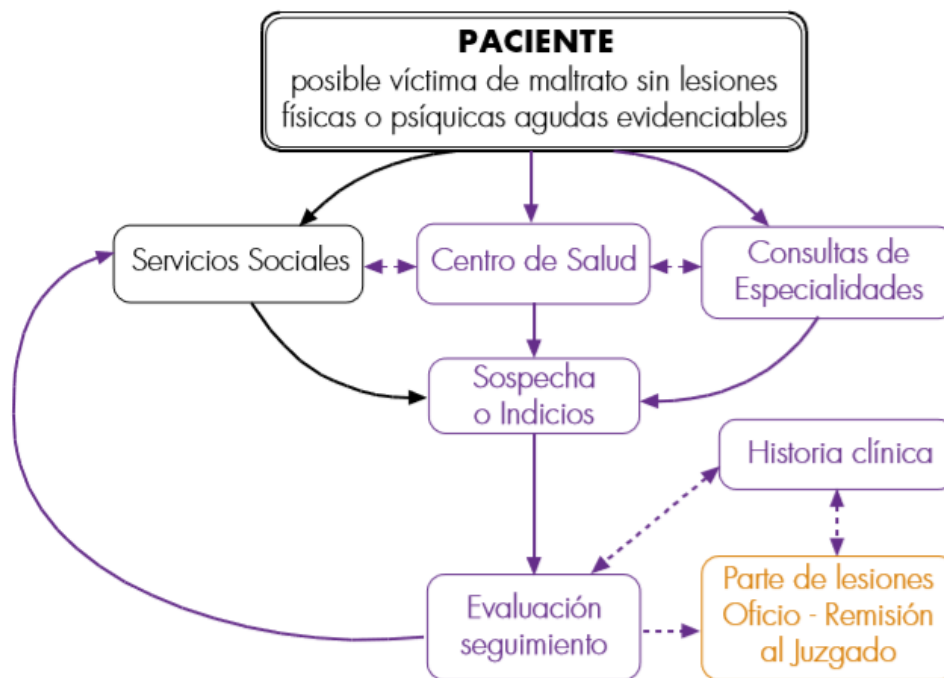 PACIENTE
posible víctima de maltrato sin lesiones
físicas o psíquicas agudas evidenciables
Servicios Sociales
Centro de Salud
Consultas de
Especialidades
Sospecha
o Indicios
Historia clínica
Evaluación
seguimiento
Parte de lesiones
Oficio - Remisión
al Juzgado